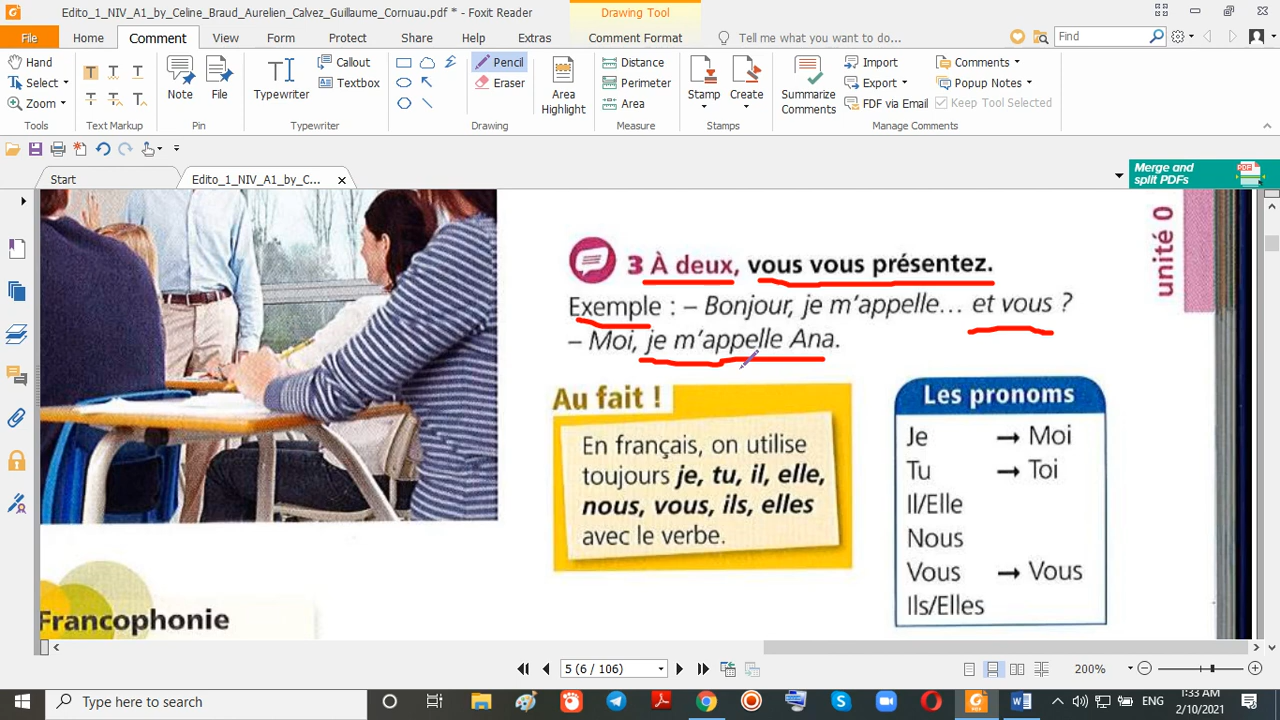 Edito_1_NIV_A1_by_Celine_Braud_Aurelien_Calvez_Guillaume_Cornuau.pdf * - Foxit Reader
Drawing Tool
File Home Comment View Form Protect Share Help Extras Comment Format Tell me what you want to do... Find
Hand
Select
Zoom
Tools
Text Markup
Note
File
Pin
Typewriter
Callout
Textbox
Typewriter
Pencil
Eraser
Area
Highlight
Drawing
Distance
Perimeter
Area
Measure
Stamp
Create
Stamps
Summarize
Comments
Import
Export
FDF via Email
Comments
Popup Notes
Keep Tool Selected
Manage Comments
Start
Edito_1_NIV_A1_by_C...
Merge and
split PDFs
unité 0
3 À deux, vous vous présentez.
Exemple : – Bonjour, je m'appelle... et vous ?
– Moi, je m'appelle Ana.
Au fait !
En français, on utilise
toujours je, tu, il, elle,
nous, vous, ils, elles
avec le verbe.
Les pronoms
Je → Moi
Tu → Toi
Il/Elle
Nous
Vous → Vous
Ils/Elles
Francophonie
5 (6 / 106)
200%
Type here to search
ENG
1:33 AM
2/10/2021